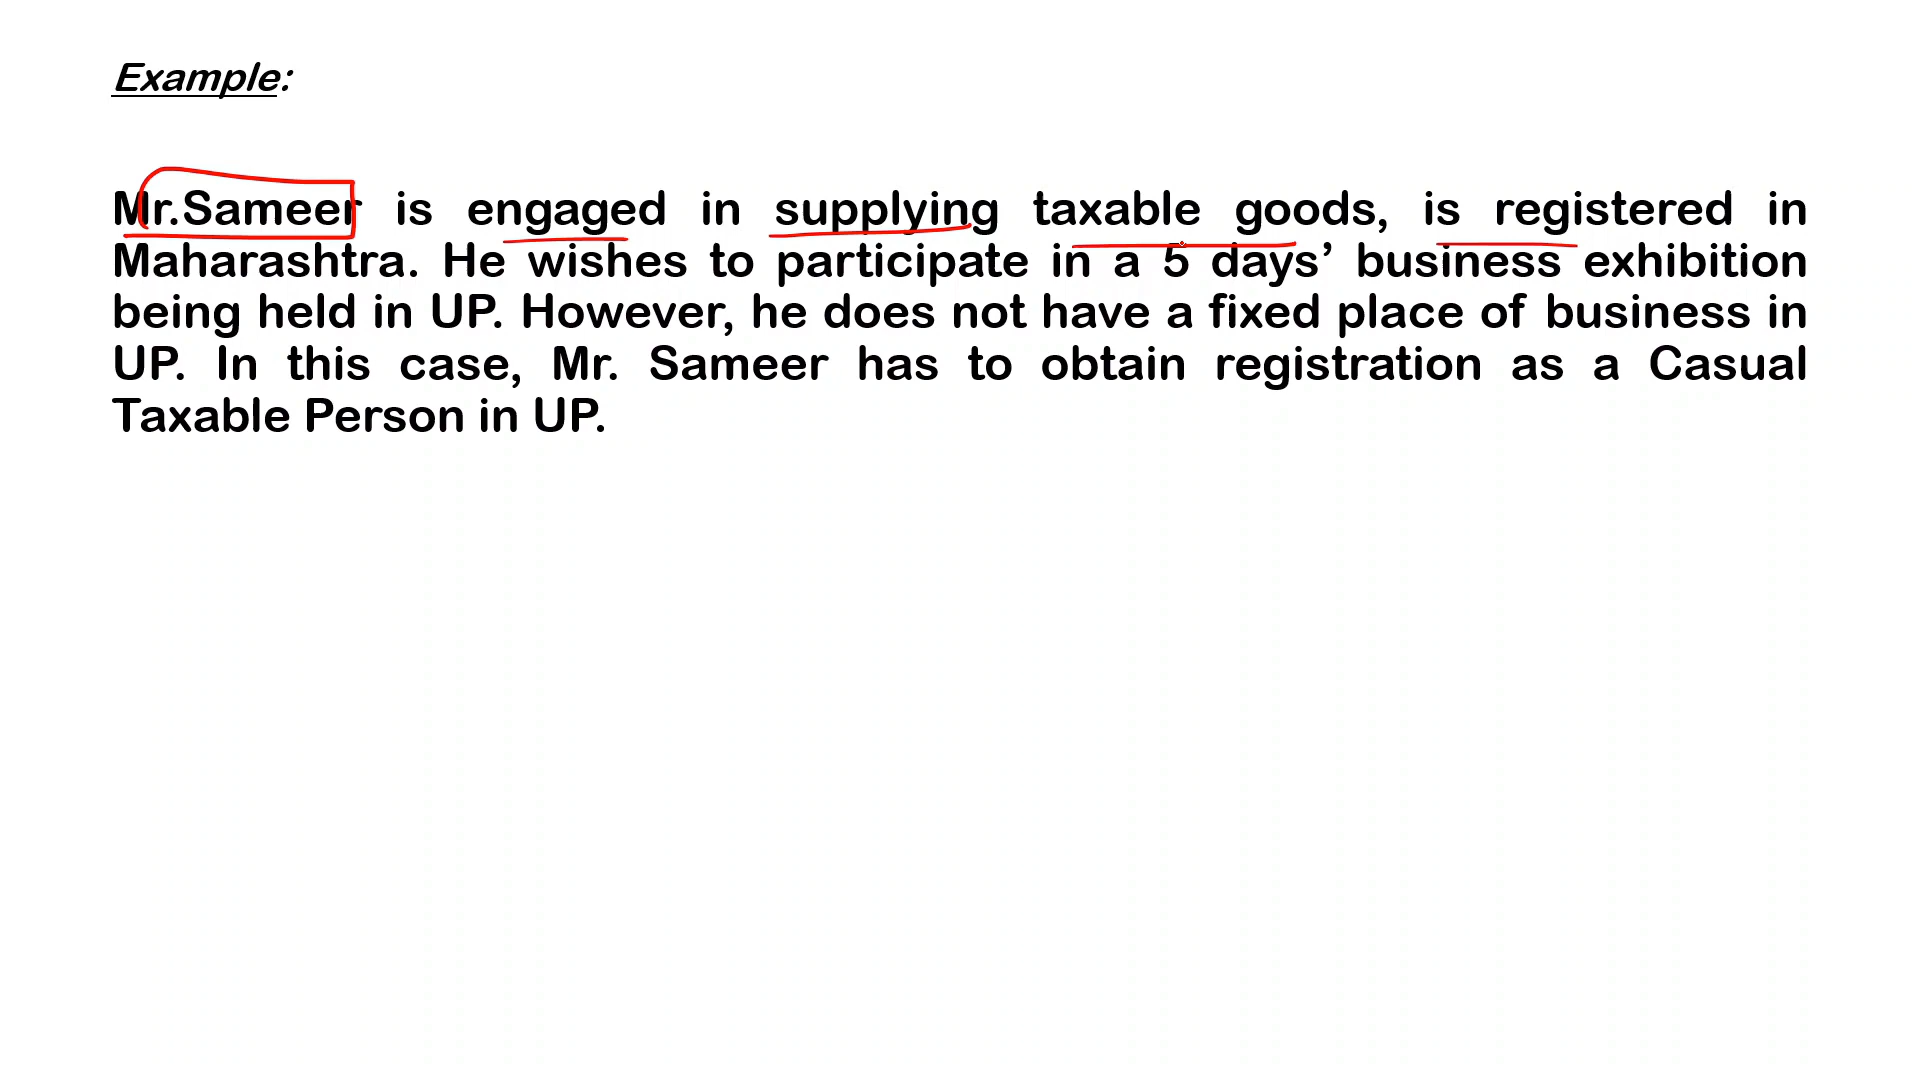 Example:
Mr.Sameer is engaged in supplying taxable goods, is registered in
Maharashtra. He wishes to participate in a 5 days’ business exhibition
being held in UP. However, he does not have a fixed place of business in
UP. In this case, Mr. Sameer has to obtain registration as a Casual
Taxable Person in UP.